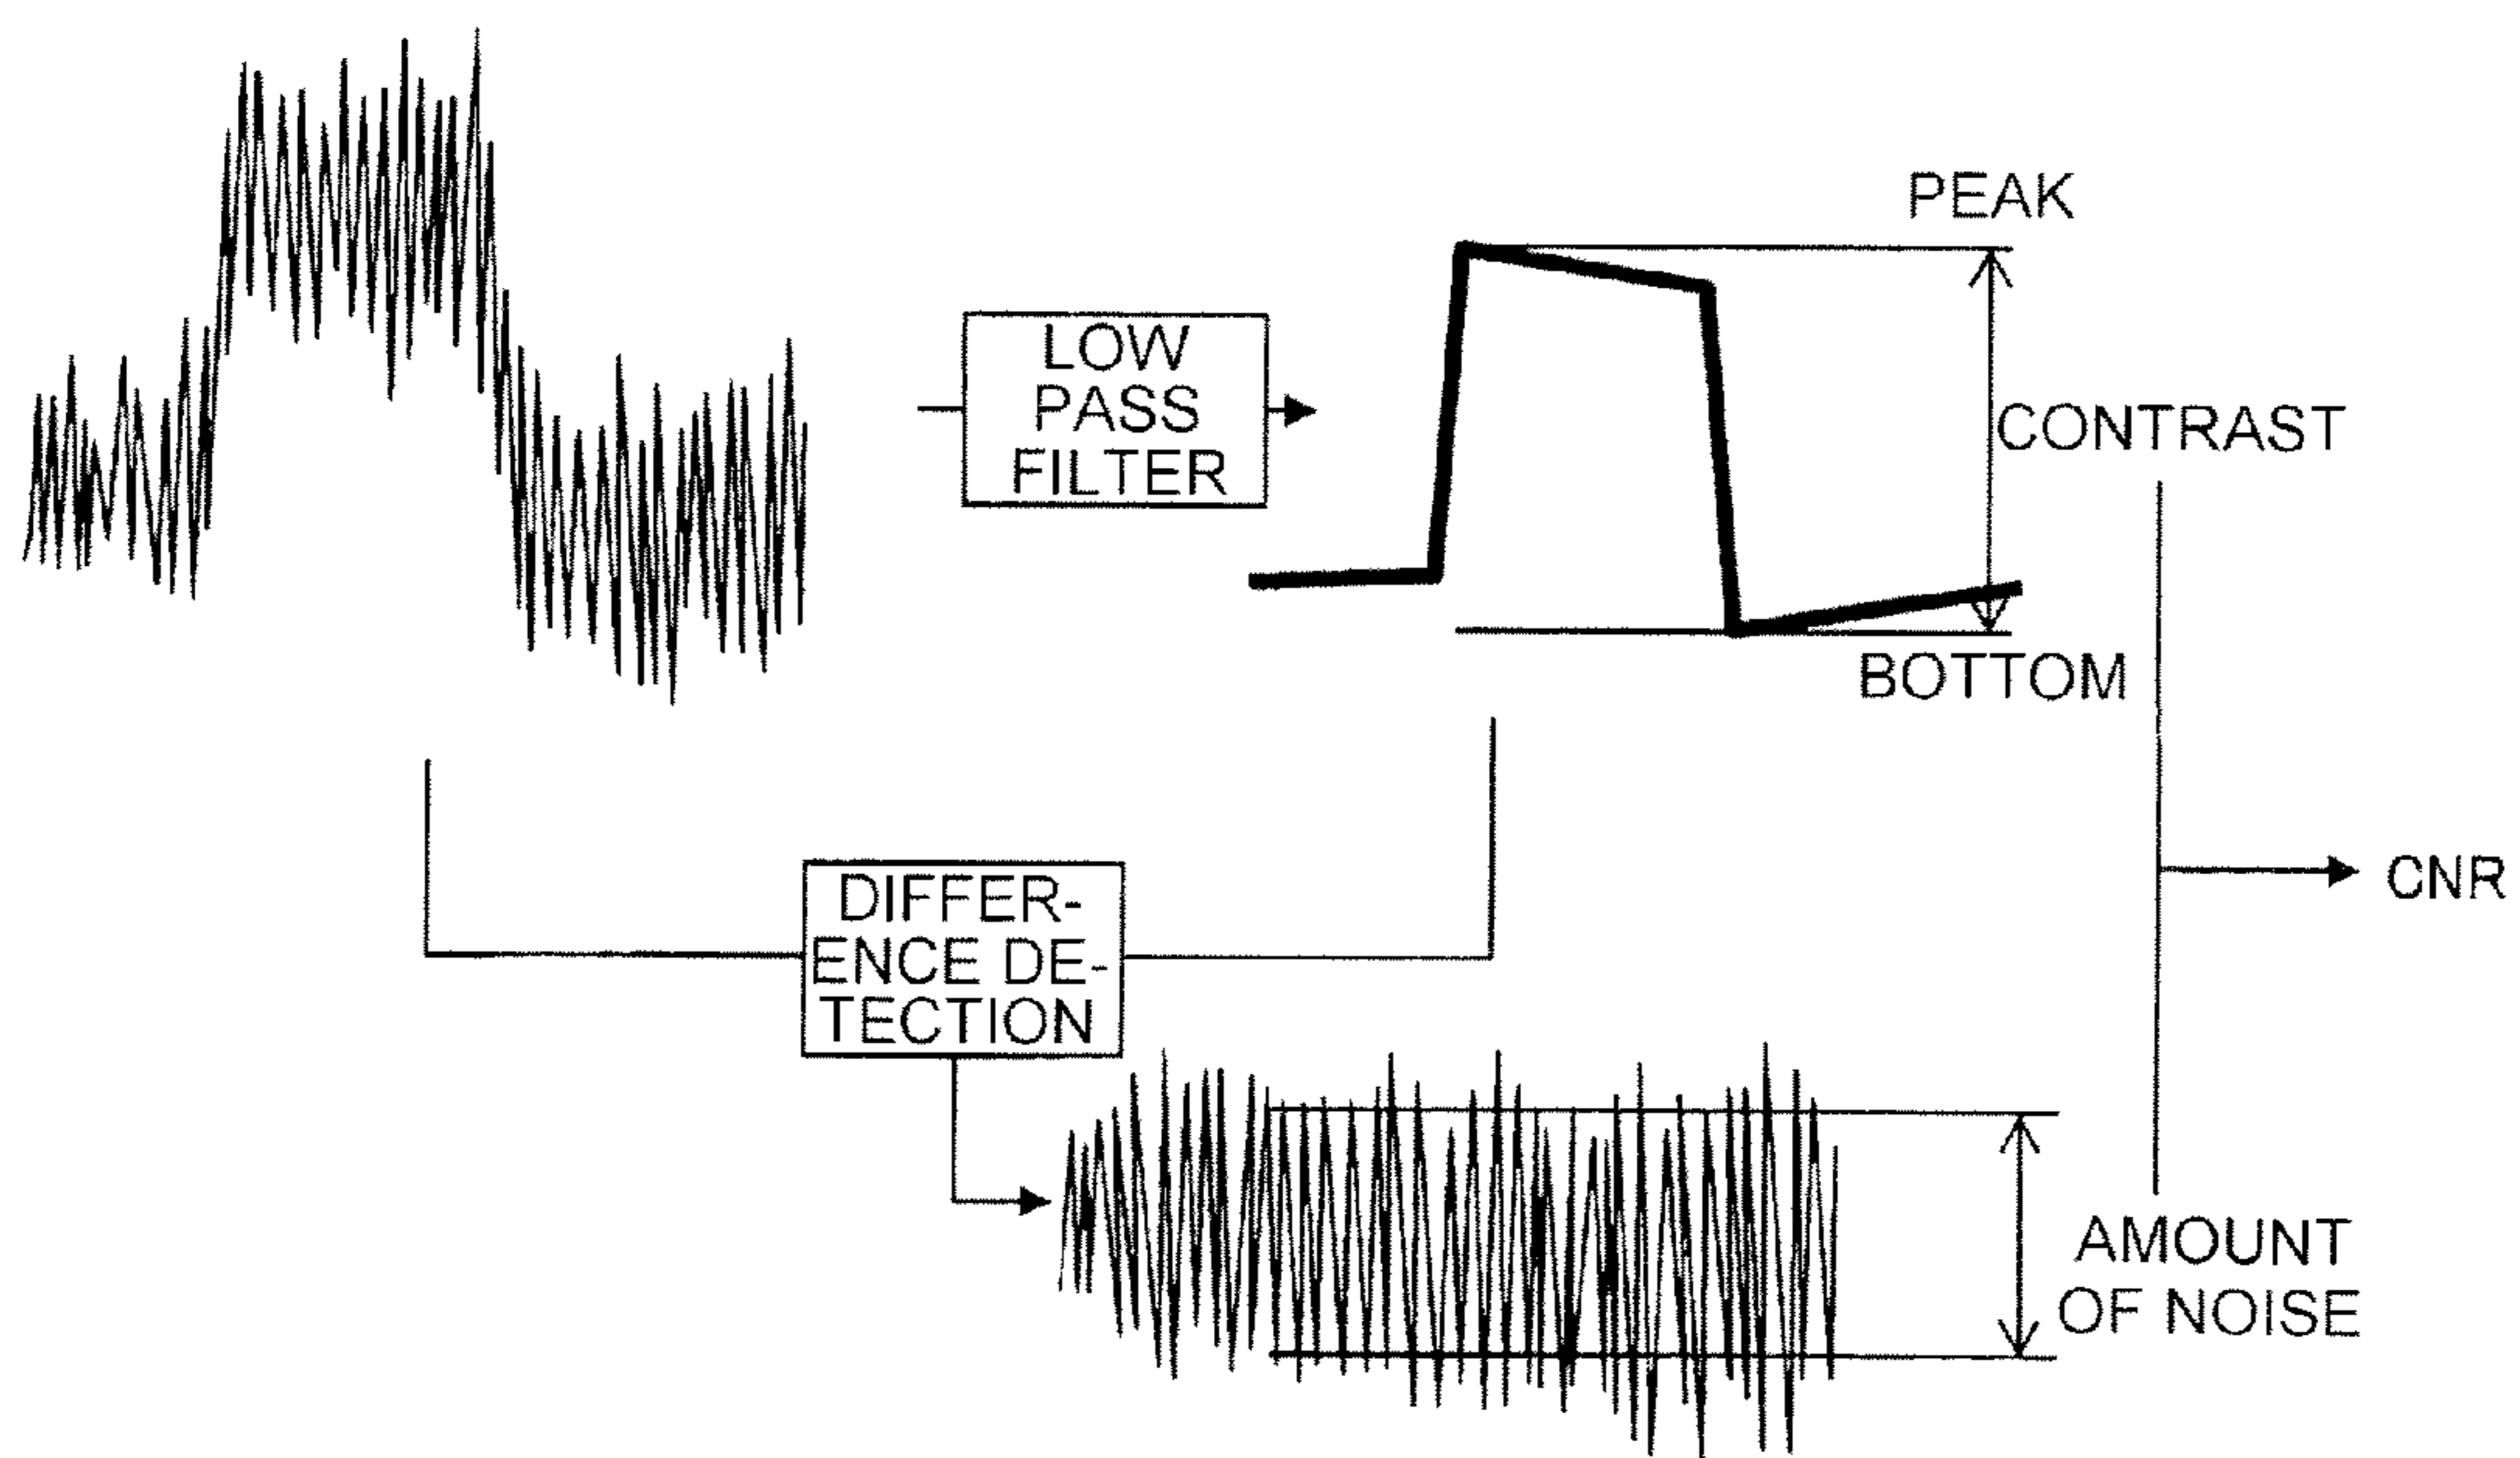 PEAK
LOW
PASS
FILTER
CONTRAST
BOTTOM
DIFFER-
ENCE DE-
TECTION
CNR
AMOUNT
OF NOISE